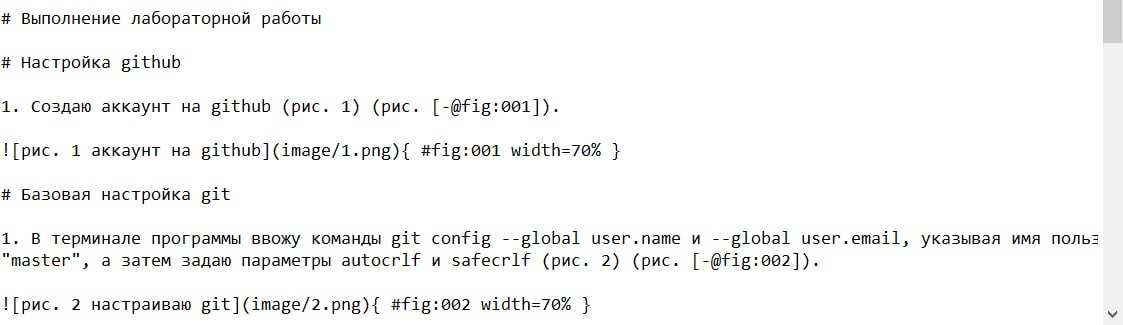 # Выполнение лабораторной работы
# Настройка github
1. Создаю аккаунт на github (рис. 1) (рис. [-@fig:001]).
![рис. 1 аккаунт на github](image/1.png){ #fig:001 width=70% }
# Базовая настройка git
1. В терминале программы ввожу команды git config --global user.name и --global user.email, указывая имя
"master", а затем задаю параметры autocrlf и safecrlf (рис. 2) (рис. [-@fig:002]).
![рис. 2 настраиваю git](image/2.png){ #fig:002 width=70% }